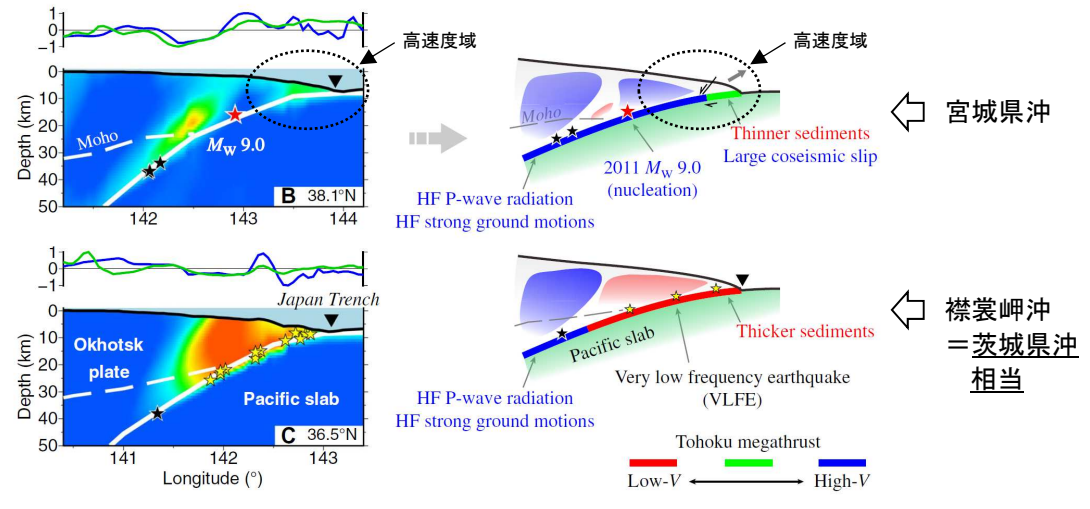 1
0
−1
高速度域
0
10
20
30
40
50
Depth (km)
Moho
Mw 9.0
B 38.1°N
142
143
144
高速度域
Moho
Thinner sediments
Large coseismic slip
2011 Mw 9.0
(nucleation)
HF P-wave radiation
HF strong ground motions
宮城県沖
1
0
−1
Japan Trench
0
10
20
30
40
50
Depth (km)
Okhotsk
plate
Pacific slab
C 36.5°N
141
142
143
Longitude (°)
Thicker sediments
Pacific slab
Very low frequency earthquake
(VLFE)
HF P-wave radiation
HF strong ground motions
襟裳岬沖
＝茨城県沖
相当
Tohoku megathrust
Low-V
High-V